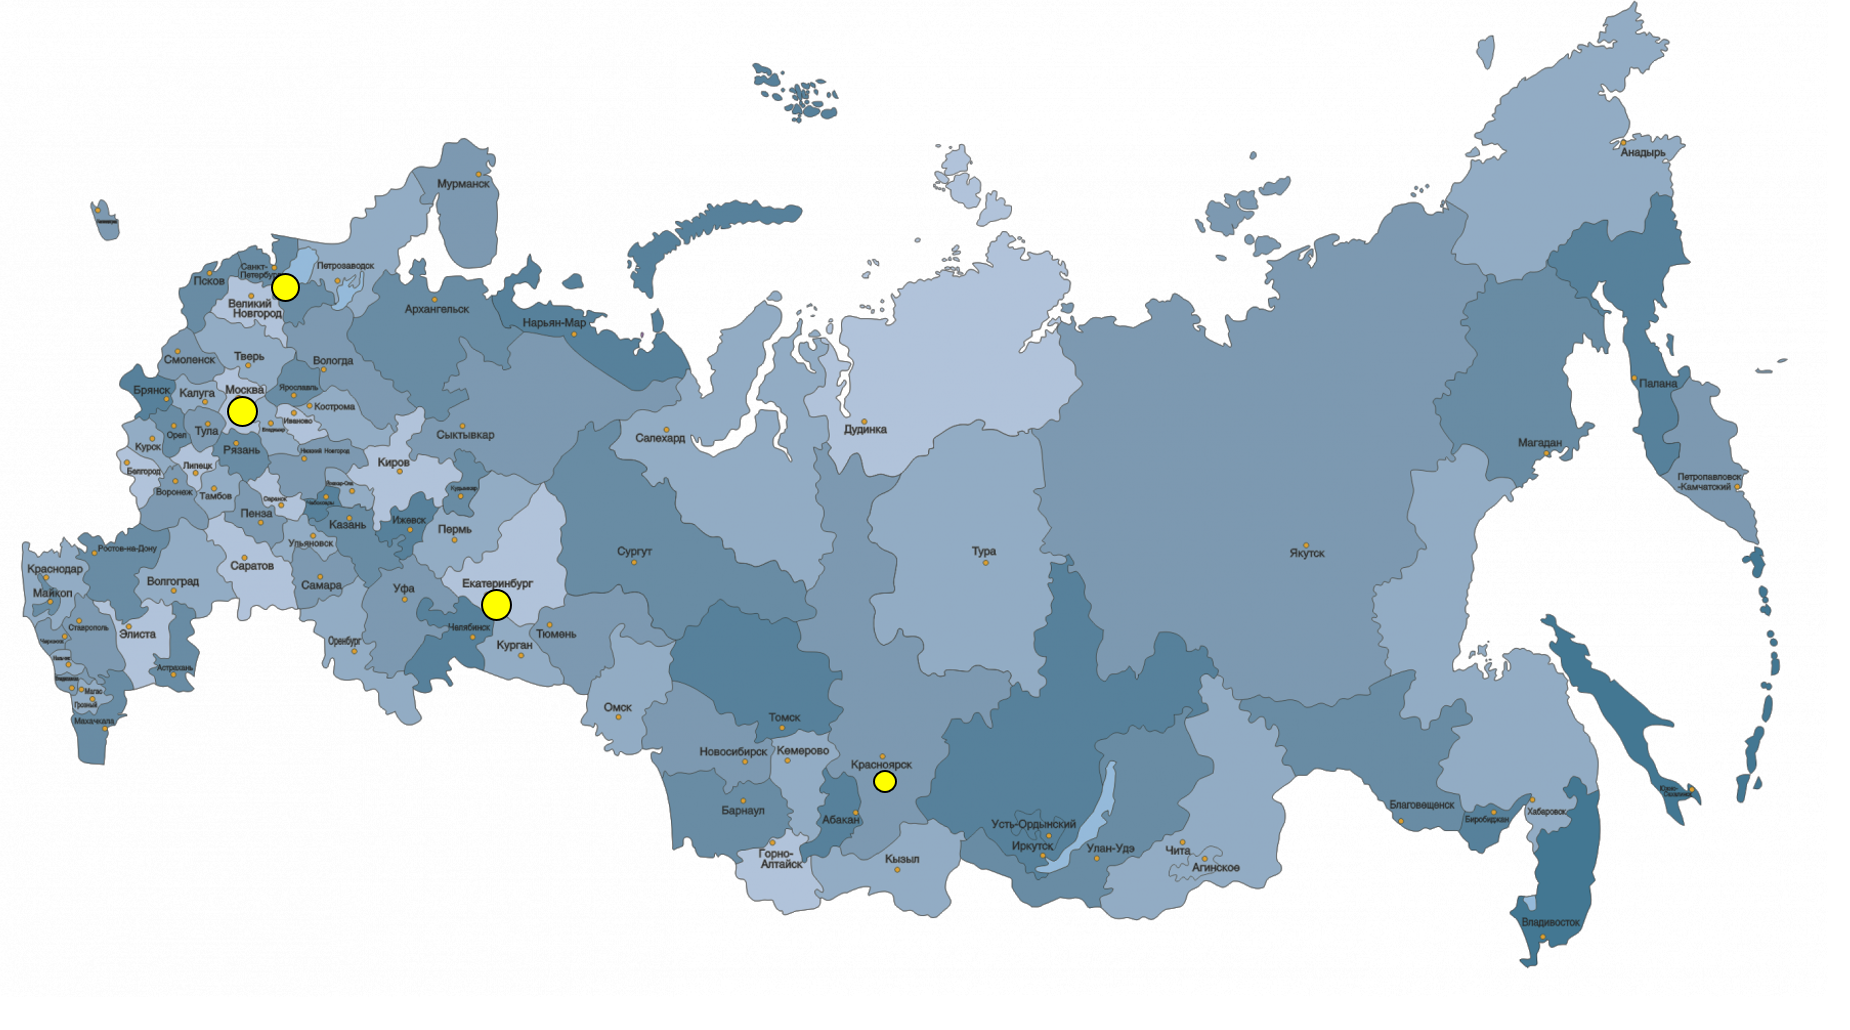 Анадырь
Мурманск
Санкт-
Петербург
Петрозаводск
Псков
Великий
Новгород
Архангельск
Нарьян-Мар
Смоленск
Тверь
Вологда
Брянск
Калуга
Москва
Ярославль
Кострома
Иваново
Владимир
Палана
Орел
Тула
Салехард
Дудинка
Сыктывкар
Магадан
Курск
Рязань
Нижний Новгород
Киров
Белгород
Липецк
Петропавловск
-Камчатский
Воронеж
Тамбов
Саранск
Йошкар-Ола
Чебоксары
Кудымкар
Пенза
Казань
Ижевск
Пермь
Ульяновск
Ростов-на-Дону
Сургут
Тура
Якутск
Краснодар
Саратов
Волгоград
Самара
Уфа
Екатеринбург
Майкоп
Ставрополь
Элиста
Челябинск
Тюмень
Оренбург
Курган
Астрахань
Магас
Грозный
Махачкала
Омск
Томск
Новосибирск
Кемерово
Красноярск
Барнаул
Абакан
Усть-Ордынский
Иркутск
Улан-Удэ
Чита
Агинское
Благовещенск
Биробиджан
Хабаровск
Южно-
Сахалинск
Горно-
Алтайск
Кызыл
Владивосток